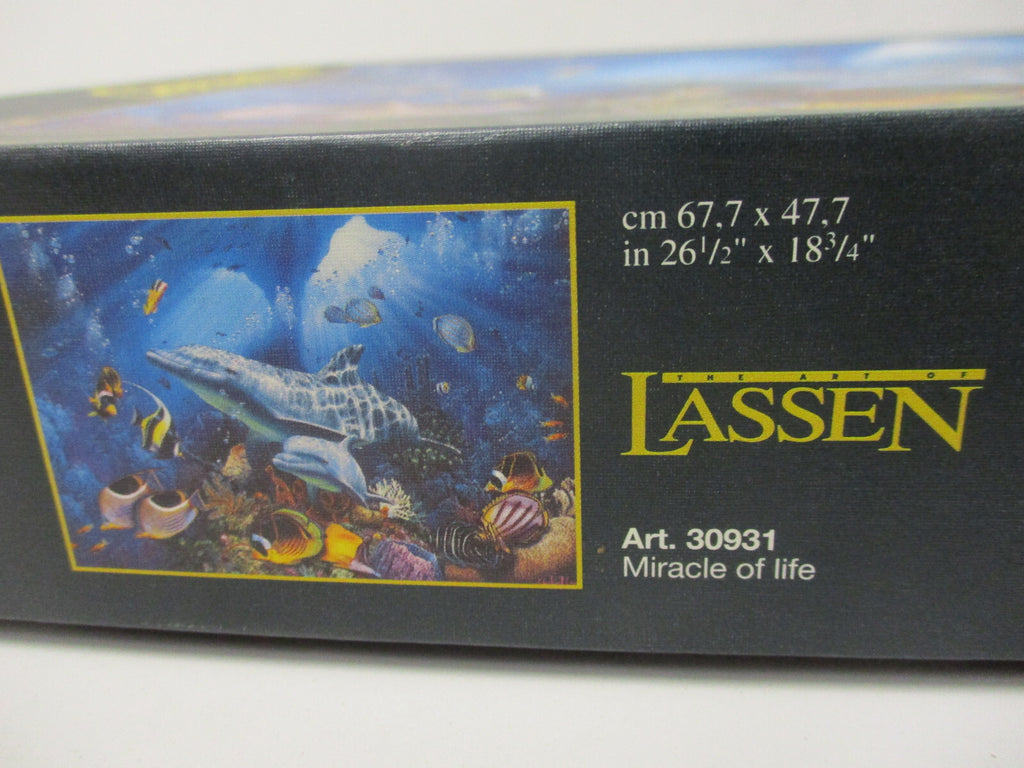 cm 67,7 x 47,7
in 26 1/2" x 18 3/4"
THE ART OF
LASSEN
Art. 30931
Miracle of life